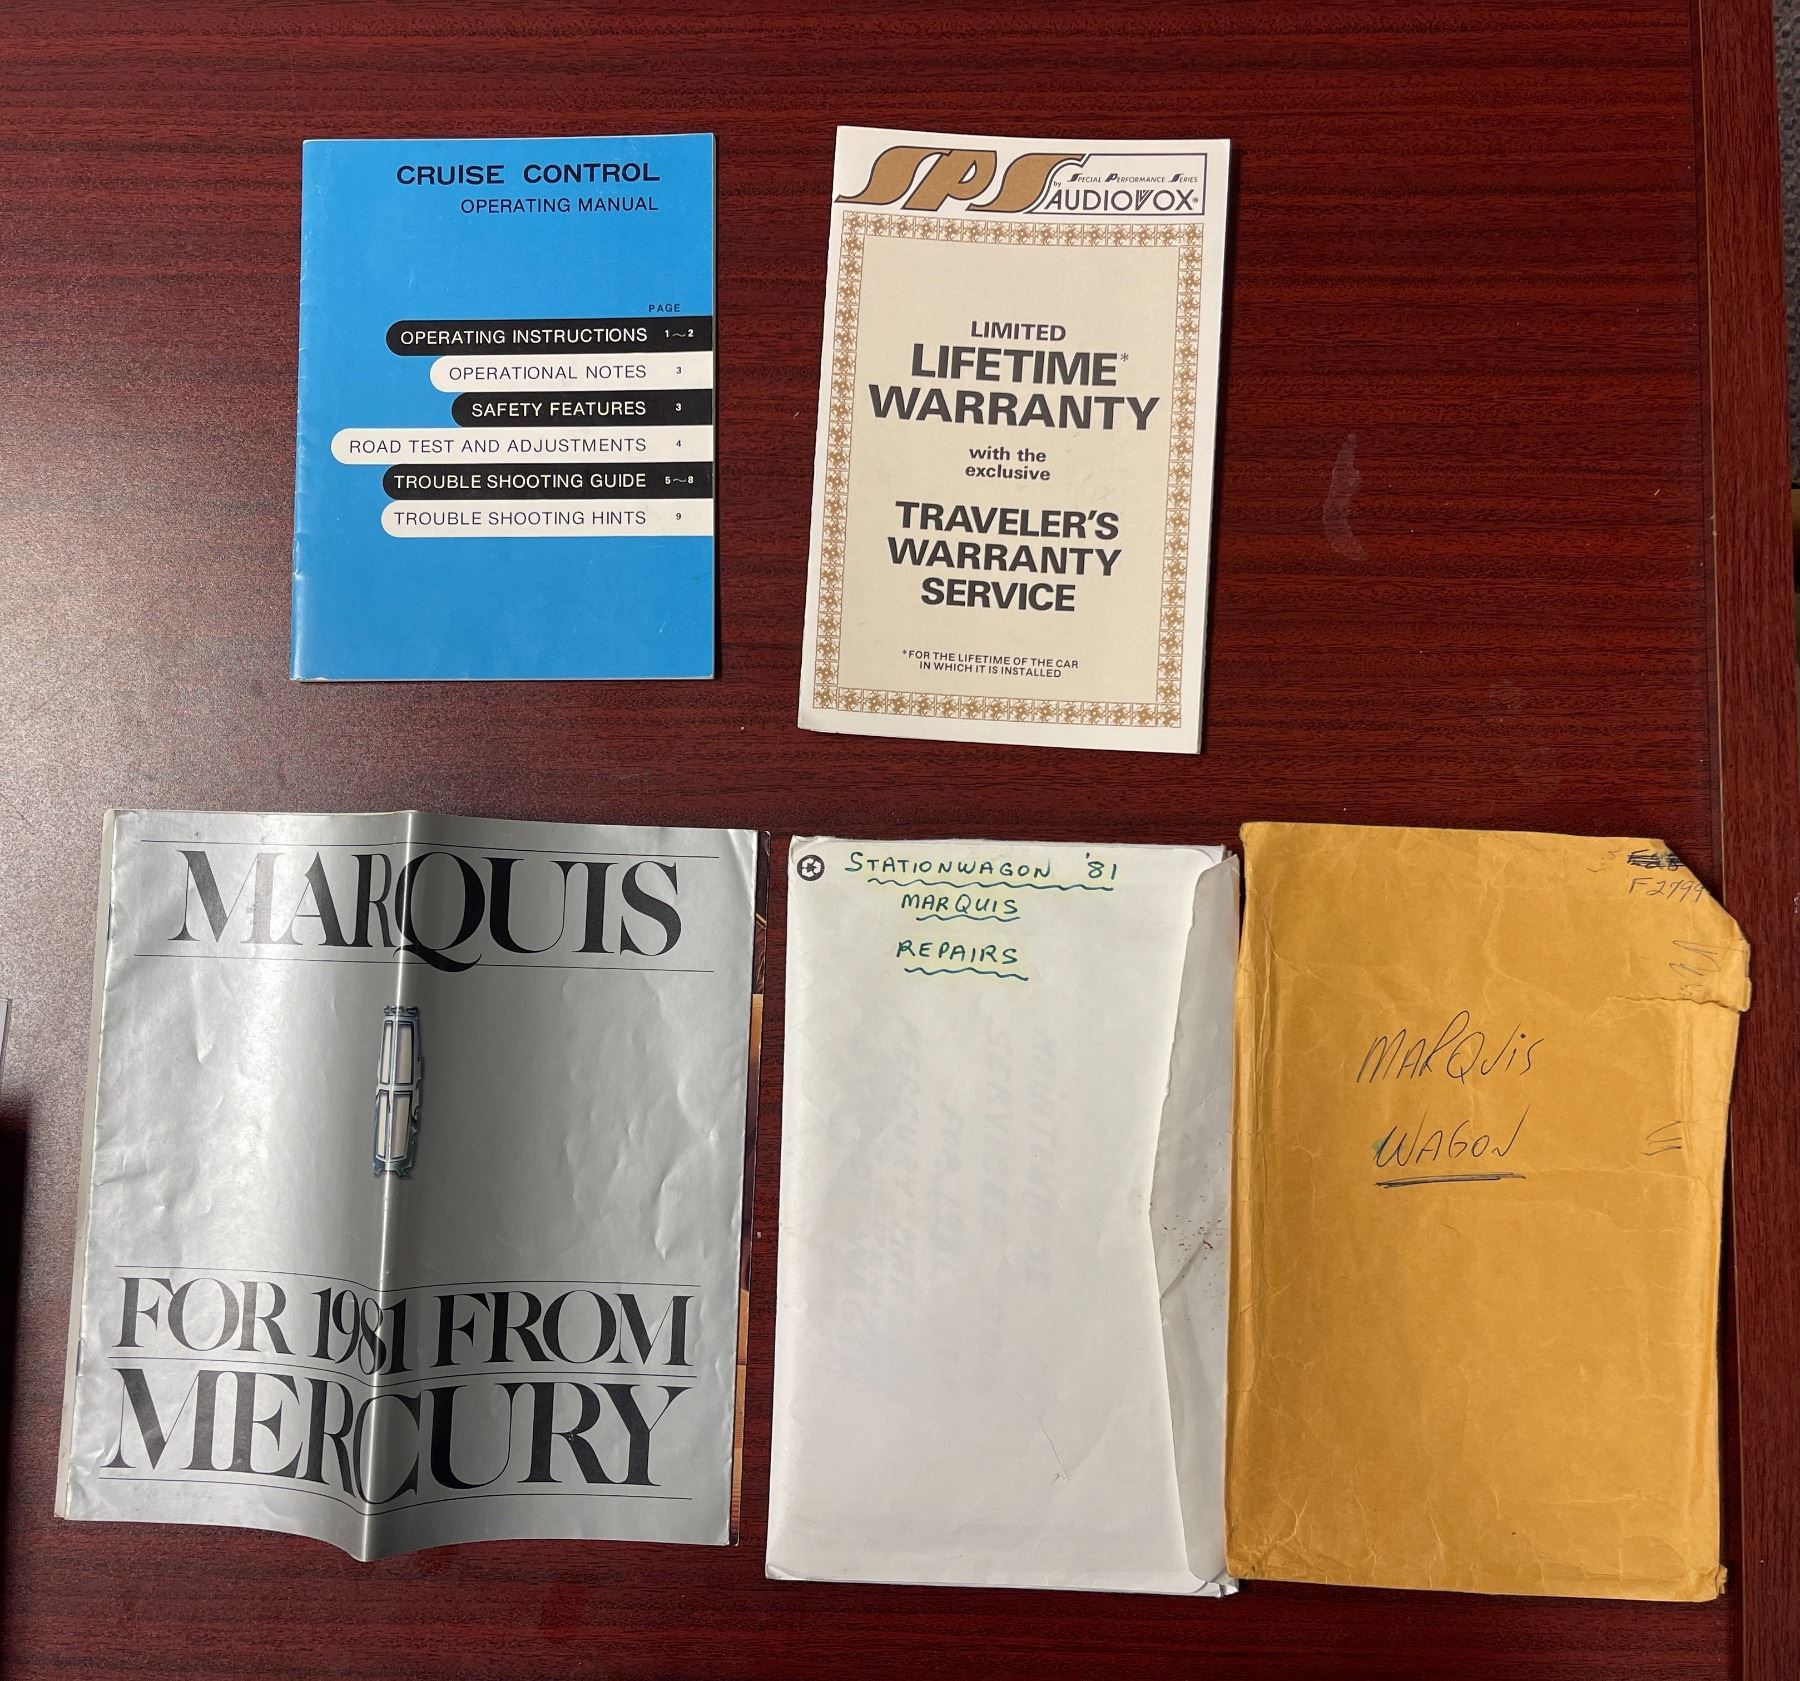 CRUISE CONTROL
OPERATING MANUAL
PAGE
OPERATING INSTRUCTIONS 1~2
OPERATIONAL NOTES 3
SAFETY FEATURES 3
ROAD TEST AND ADJUSTMENTS 4
TROUBLE SHOOTING GUIDE 5~8
TROUBLE SHOOTING HINTS 9
SPS
SPECIAL PERFORMANCE SERIES
by AUDIOVOX®
LIMITED
LIFETIME*
WARRANTY
with the
exclusive
TRAVELER'S
WARRANTY
SERVICE
*FOR THE LIFETIME OF THE CAR
IN WHICH IT IS INSTALLED
MARQUIS
FOR 1981 FROM
MERCURY
STATIONWAGON '81
MARQUIS
REPAIRS
F2799
MARQUIS
WAGON